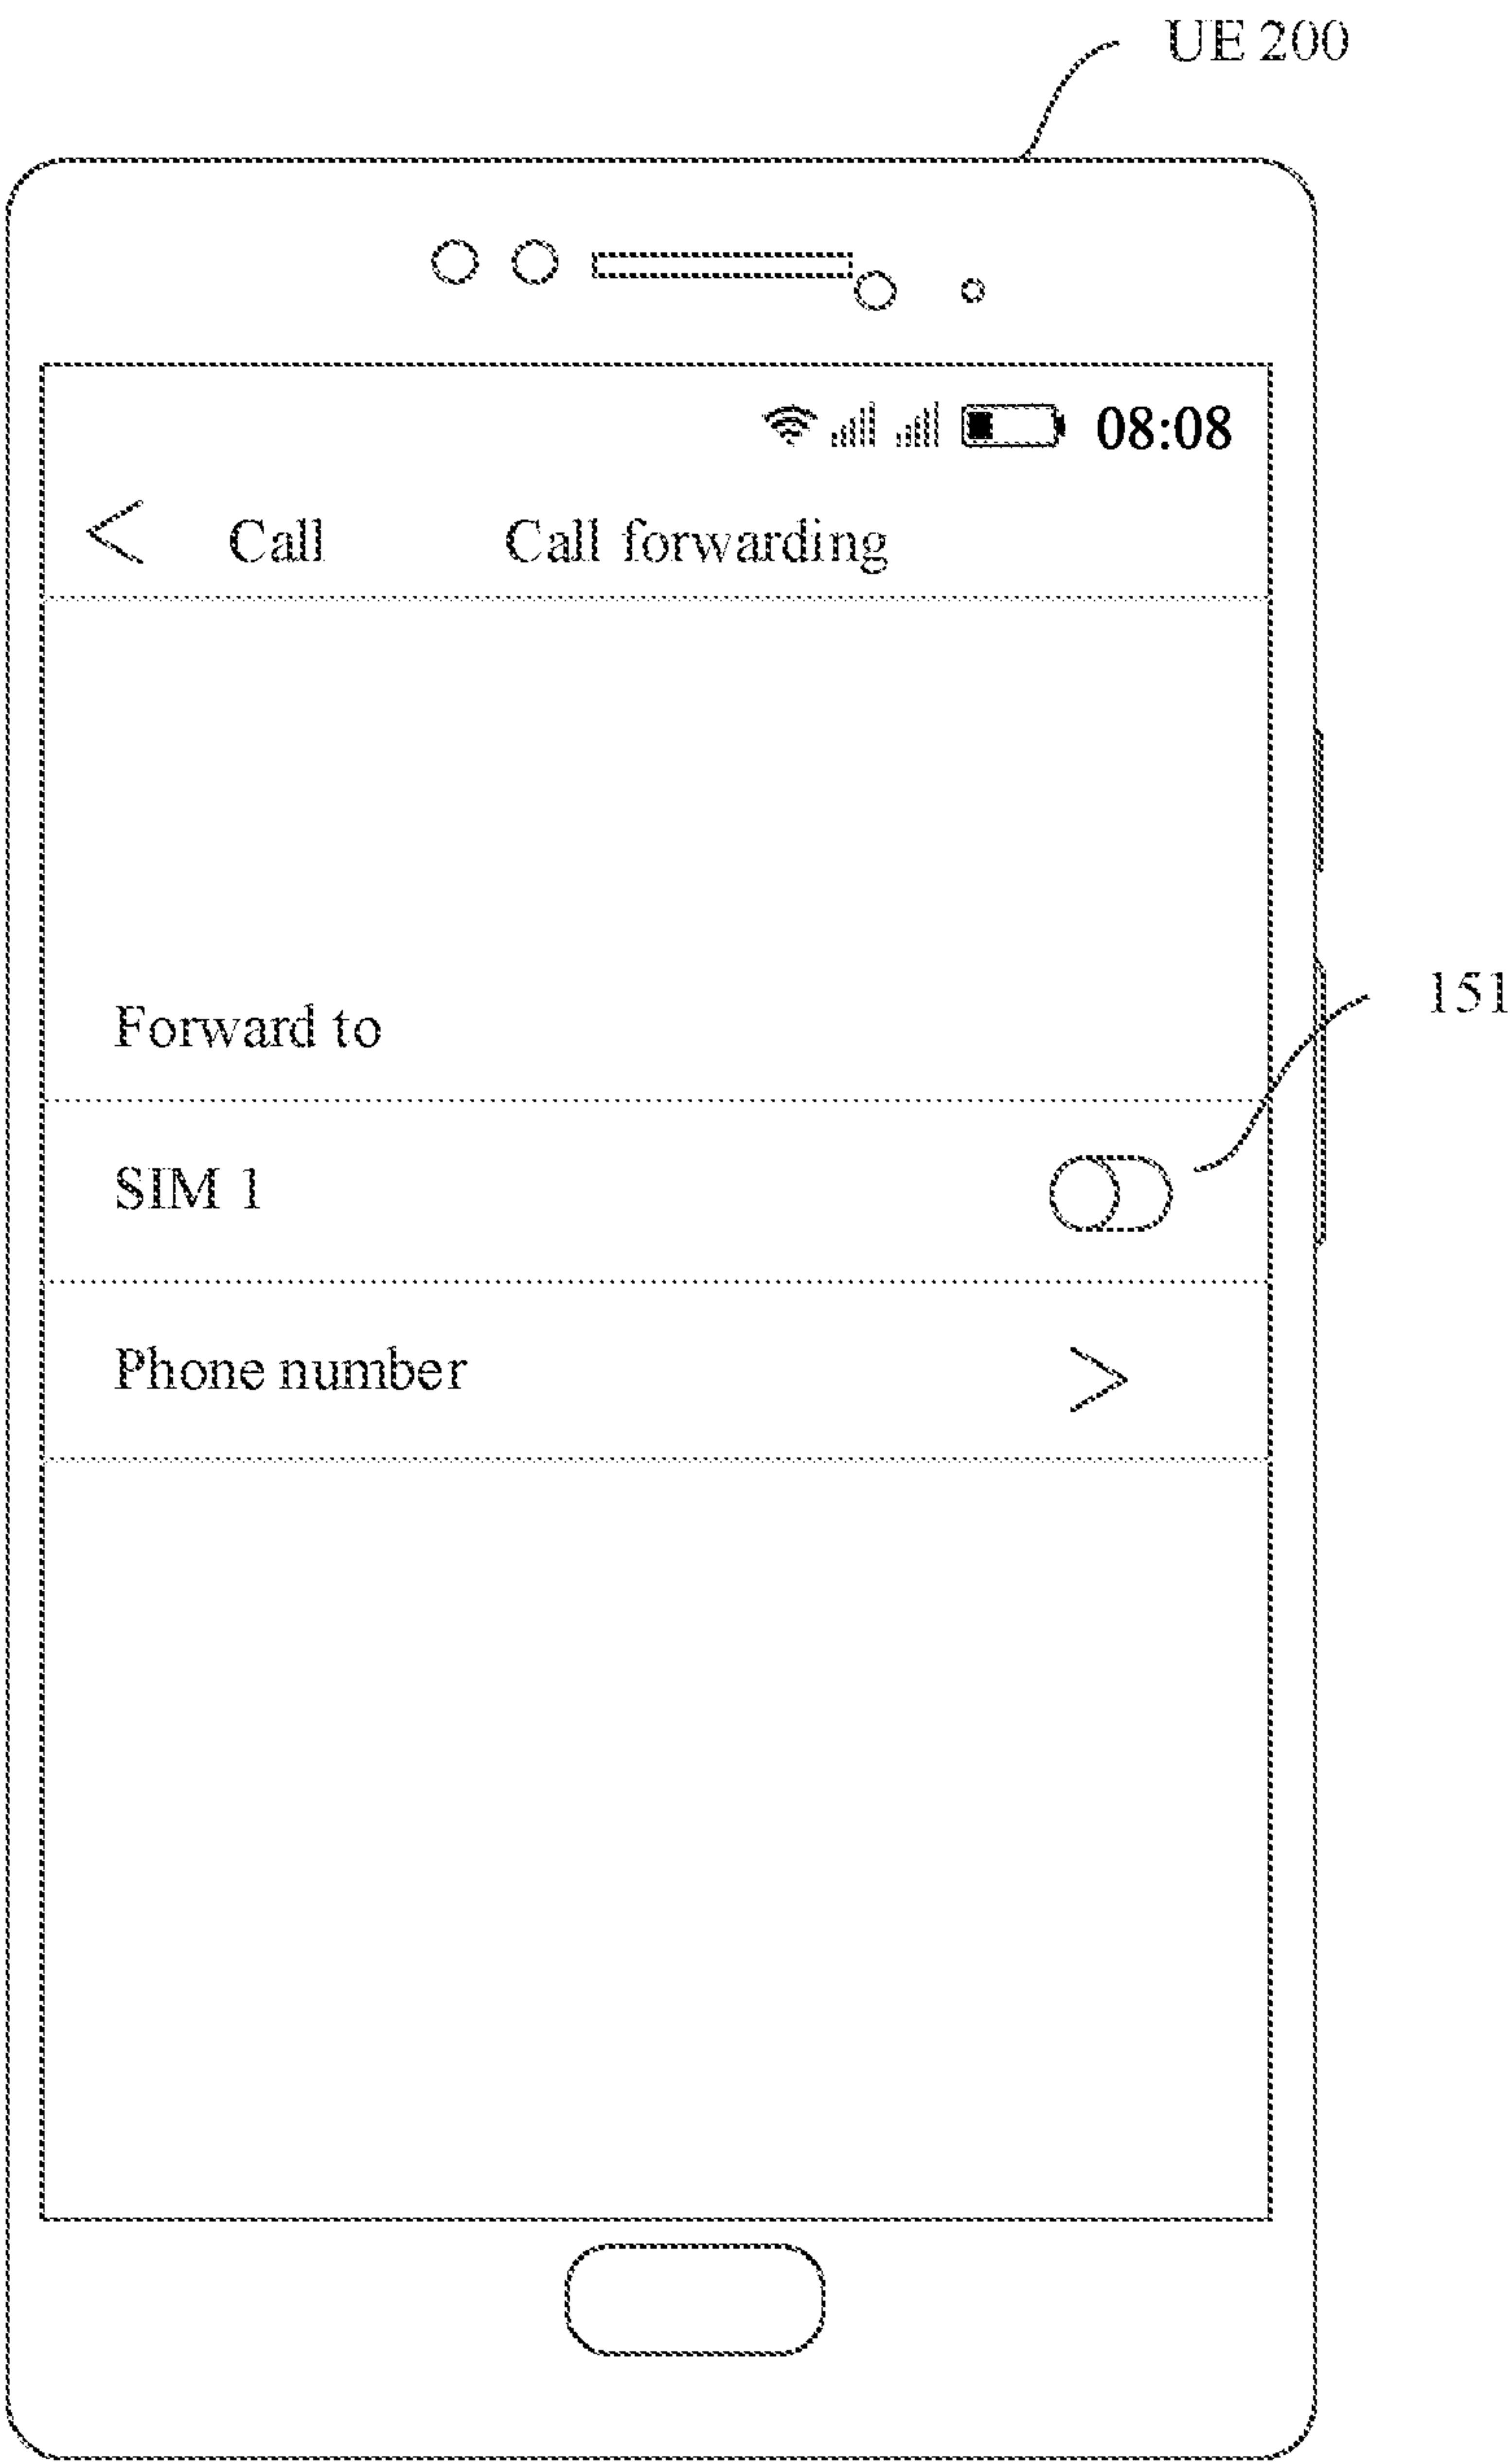 UE 200
08:08
< Call Call forwarding
Forward to
151
SIM 1
Phone number >